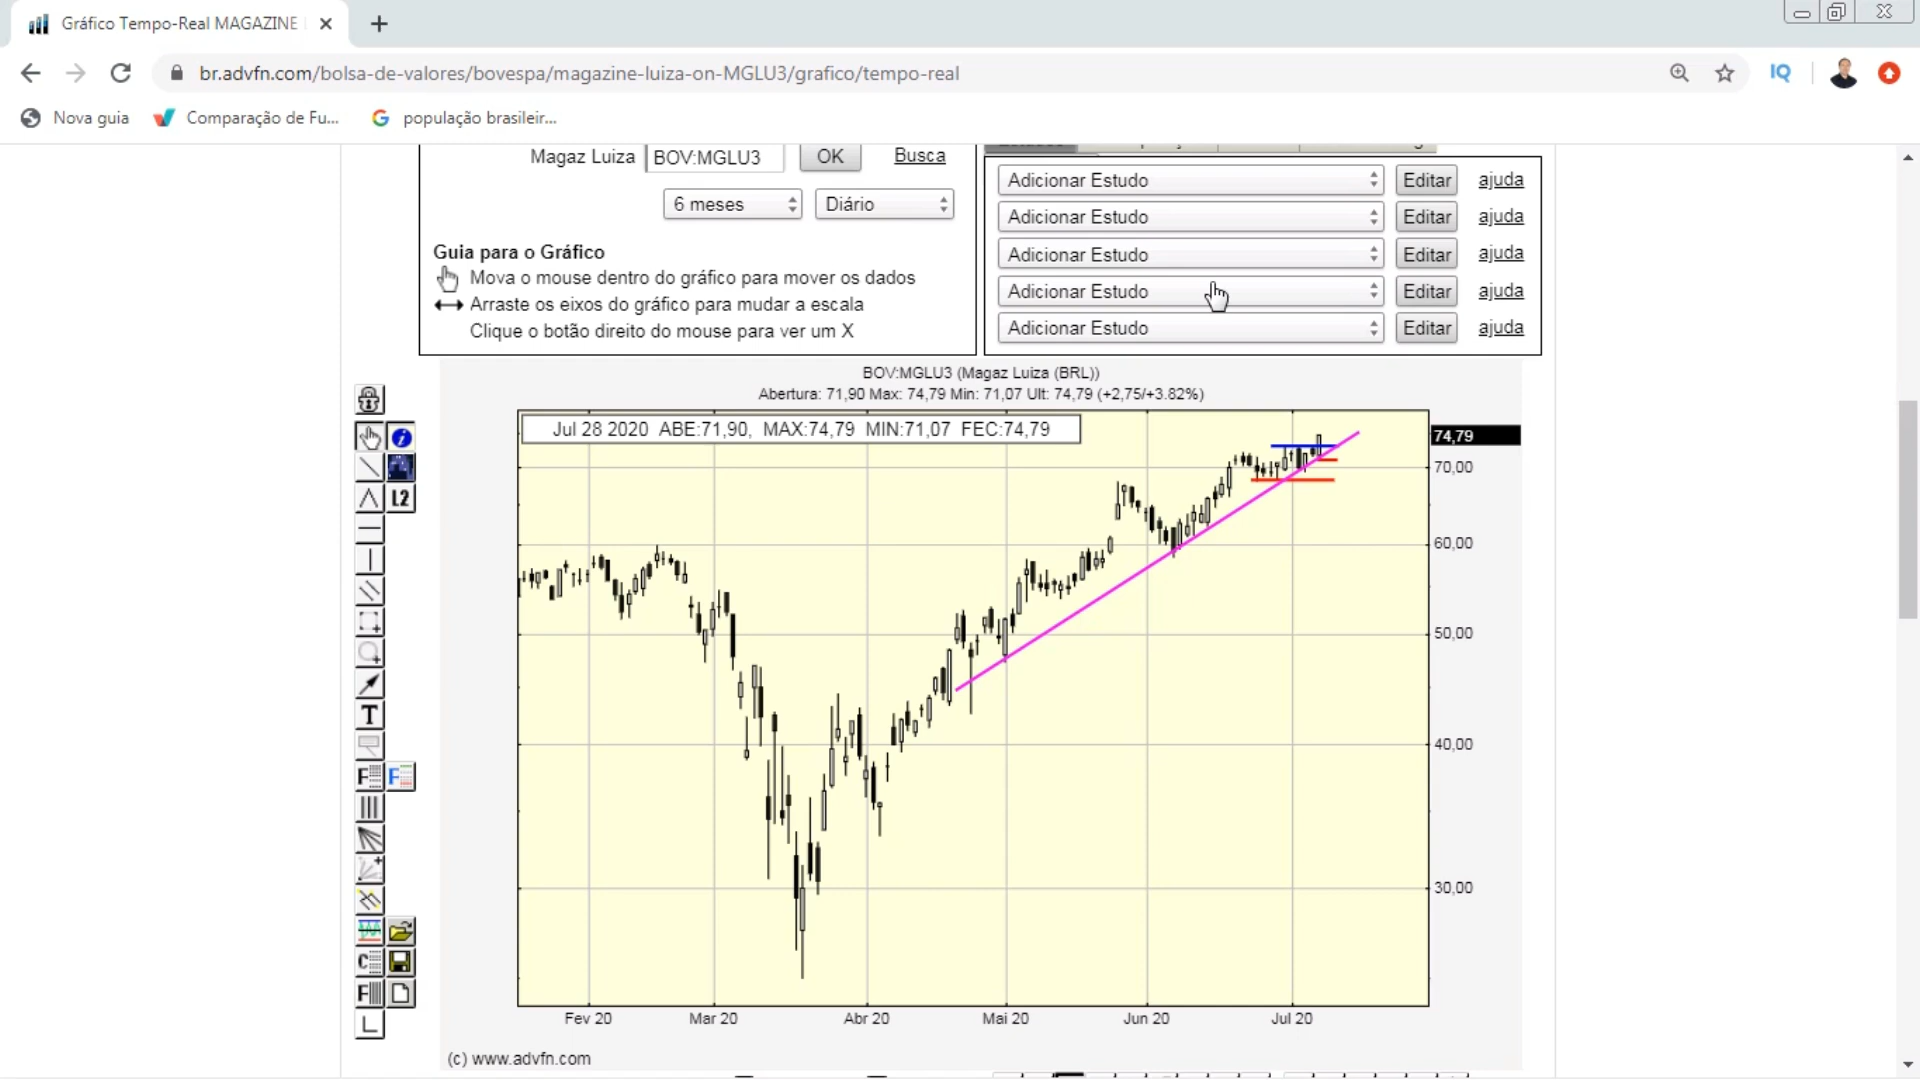 Gráfico Tempo-Real MAGAZINE
br.advfn.com/bolsa-de-valores/bovespa/magazine-luiza-on-MGLU3/grafico/tempo-real
IQ
Nova guia
Comparação de Fu...
população brasileir...
Magaz Luiza BOV:MGLU3 OK Busca
6 meses Diário
Guia para o Gráfico
Mova o mouse dentro do gráfico para mover os dados
Arraste os eixos do gráfico para mudar a escala
Clique o botão direito do mouse para ver um X
Adicionar Estudo Editar ajuda
Adicionar Estudo Editar ajuda
Adicionar Estudo Editar ajuda
Adicionar Estudo Editar ajuda
Adicionar Estudo Editar ajuda
BOV:MGLU3 (Magaz Luiza (BRL))
Abertura: 71,90 Max: 74,79 Min: 71,07 Ult: 74,79 (+2,75/+3.82%)
Jul 28 2020 ABE:71,90, MAX:74,79 MIN:71,07 FEC:74,79
74,79
70,00
60,00
50,00
40,00
30,00
L2
T
F F
C
F
Fev 20 Mar 20 Abr 20 Mai 20 Jun 20 Jul 20
(c) www.advfn.com